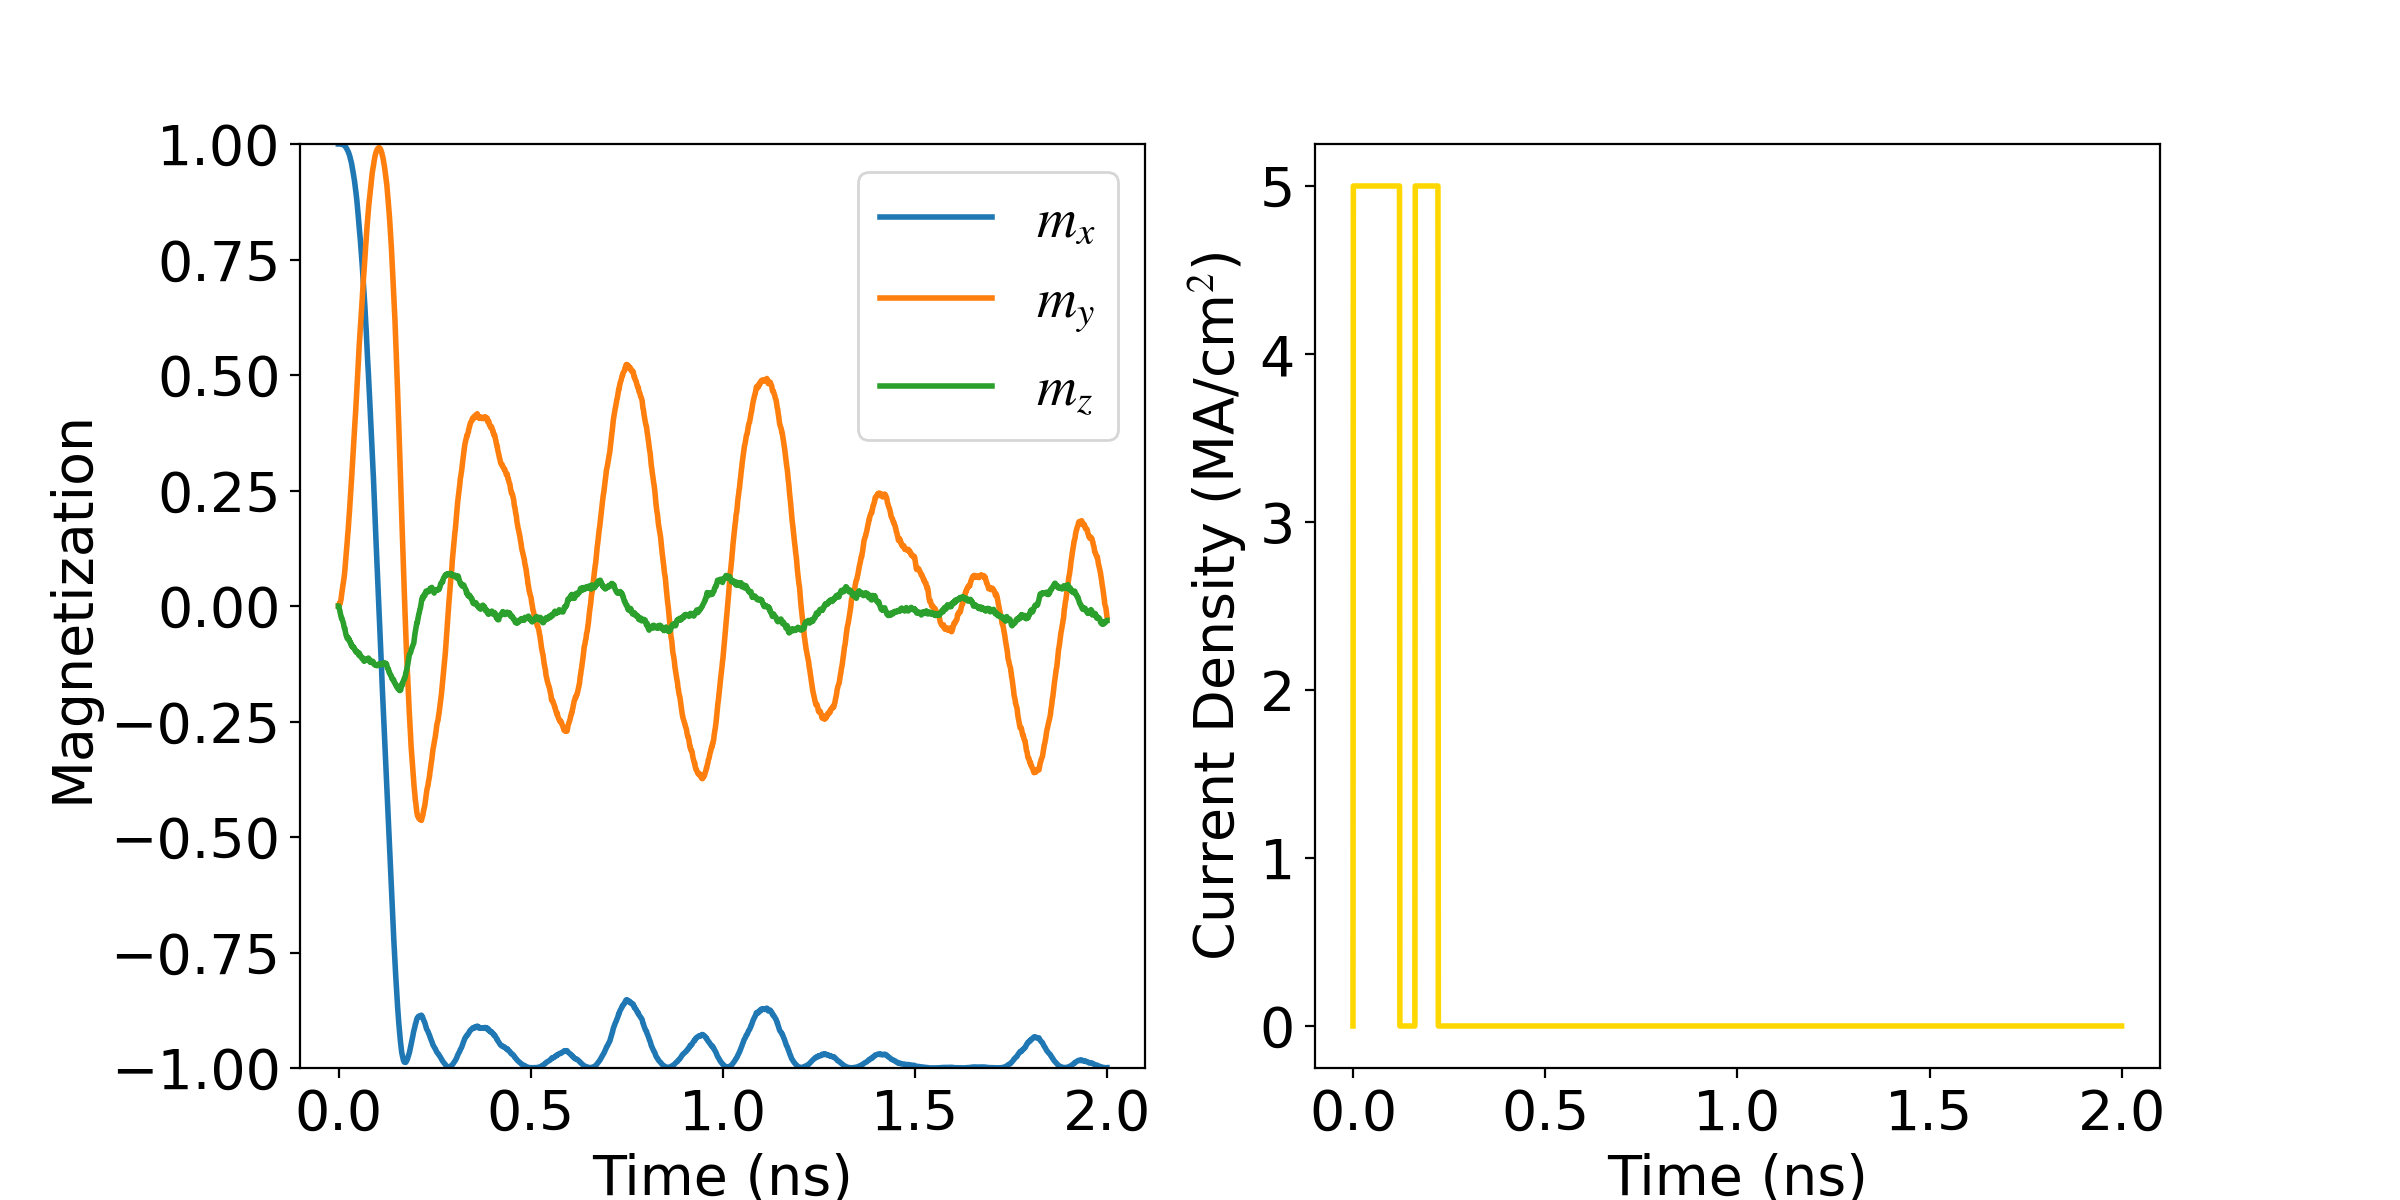 Magnetization
1.00
0.75
0.50
0.25
0.00
−0.25
−0.50
−0.75
−1.00
0.0 0.5 1.0 1.5 2.0
Time (ns)
m_x
m_y
m_z
Current Density (MA/cm²)
5
4
3
2
1
0
0.0 0.5 1.0 1.5 2.0
Time (ns)